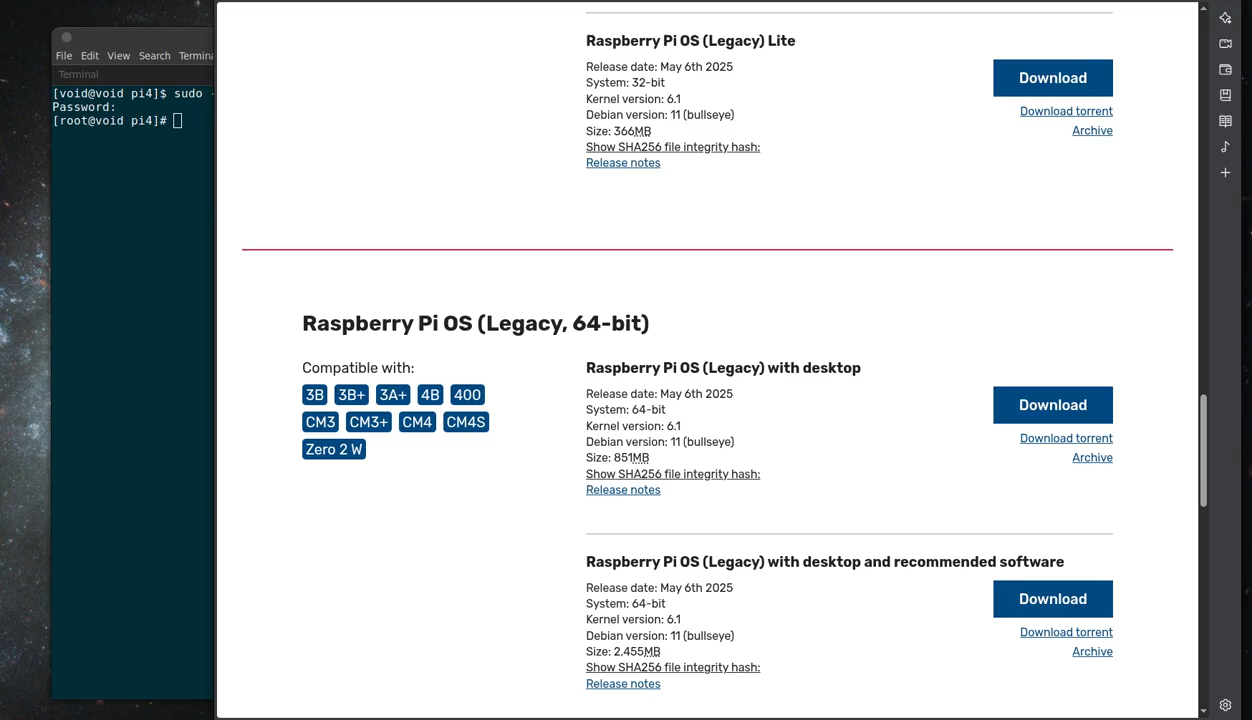 File Edit View Search Termina
Terminal
[void@void pi4]$ sudo -
Password:
[root@void pi4]#
Raspberry Pi OS (Legacy) Lite
Release date: May 6th 2025
System: 32-bit
Kernel version: 6.1
Debian version: 11 (bullseye)
Size: 366MB
Show SHA256 file integrity hash:
Release notes
Download
Download torrent
Archive
Raspberry Pi OS (Legacy, 64-bit)
Compatible with:
3B 3B+ 3A+ 4B 400
CM3 CM3+ CM4 CM4S
Zero 2 W
Raspberry Pi OS (Legacy) with desktop
Release date: May 6th 2025
System: 64-bit
Kernel version: 6.1
Debian version: 11 (bullseye)
Size: 851MB
Show SHA256 file integrity hash:
Release notes
Download
Download torrent
Archive
Raspberry Pi OS (Legacy) with desktop and recommended software
Release date: May 6th 2025
System: 64-bit
Kernel version: 6.1
Debian version: 11 (bullseye)
Size: 2,455MB
Show SHA256 file integrity hash:
Release notes
Download
Download torrent
Archive